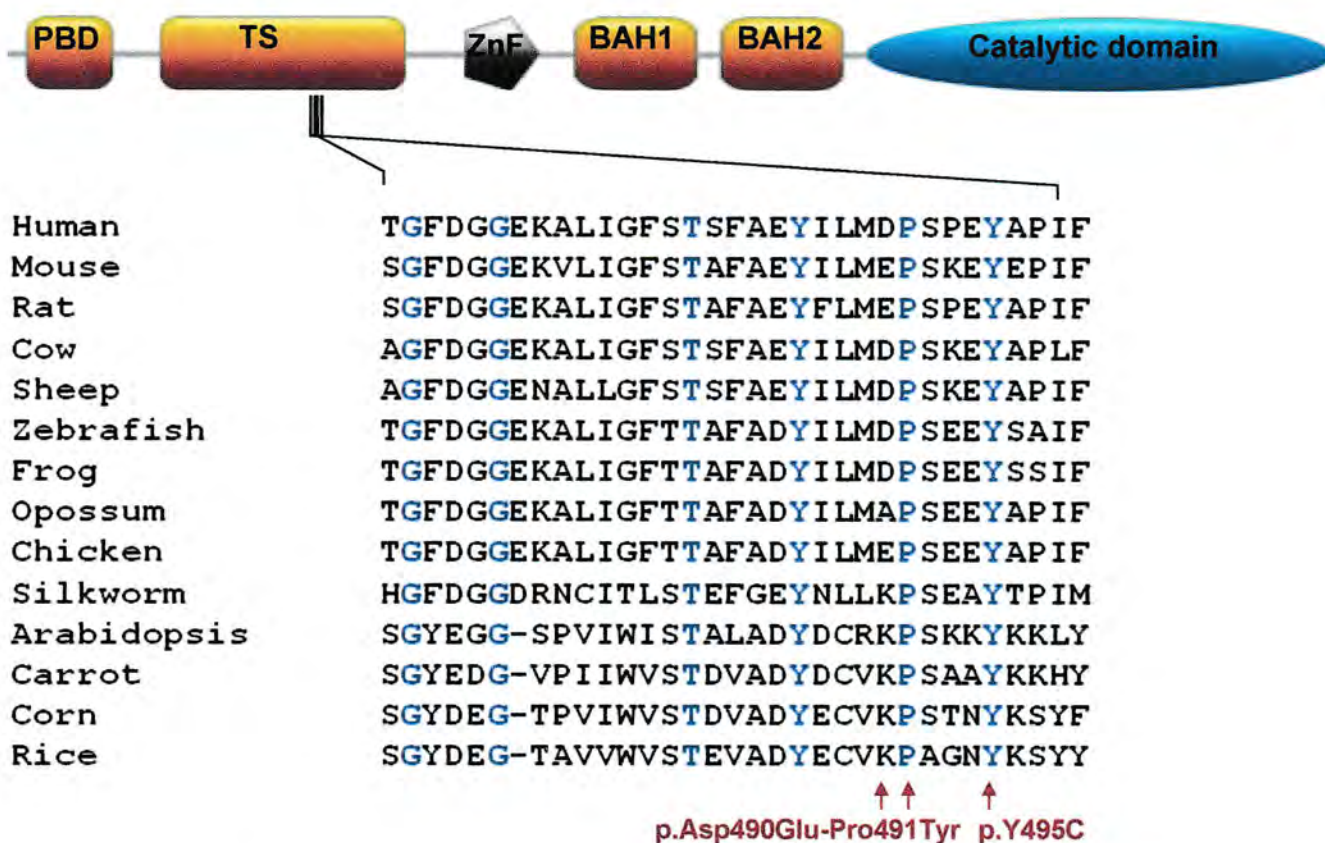 PBD TS ZnF BAH1 BAH2 Catalytic domain
Human TGFDGGEKALIGFSTSFAEYILMDPSPEYAPIF
Mouse SGFDGGEKVLIGFSTAFAEYILMEPSKEYEPIF
Rat SGFDGGEKALIGFSTAFAEYFLMEPSPEYAPIF
Cow AGFDGGEKALIGFSTSFAEYILMDPSKEYAPLF
Sheep AGFDGGENALLGFSTSFAEYILMDPSKEYAPIF
Zebrafish TGFDGGEKALIGFTTAFADYILMDPSEEYSAIF
Frog TGFDGGEKALIGFTTAFADYILMDPSEEYSSIF
Opossum TGFDGGEKALIGFTTAFADYILMAPSEEYAPIF
Chicken TGFDGGEKALIGFTTAFADYILMEPSEEYAPIF
Silkworm HGFDGGDRNCITLSTEFGEYNLLKPSEAYTPIM
Arabidopsis SGYEGG-SPVIWISTALADYDCRKPSKKYKKLY
Carrot SGYEDG-VPIIWVSTDVADYDCVKPSAAYKKHY
Corn SGYDEG-TPVIWVSTDVADYECVKPSTNYKSYF
Rice SGYDEG-TAVVWVSTEVADYECVKPAGNYKSYY
p.Asp490Glu-Pro491Tyr p.Y495C